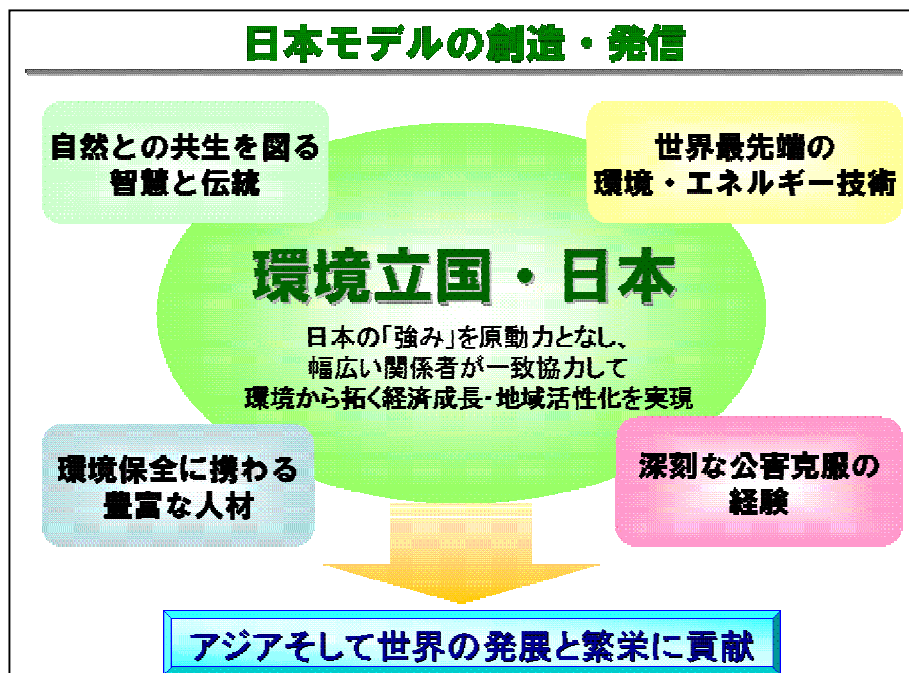 日本モデルの創造・発信
自然との共生を図る
智慧と伝統
世界最先端の
環境・エネルギー技術
環境立国・日本
日本の「強み」を原動力となし、
幅広い関係者が一致協力して
環境から拓く経済成長・地域活性化を実現
環境保全に携わる
豊富な人材
深刻な公害克服の
経験
アジアそして世界の発展と繁栄に貢献